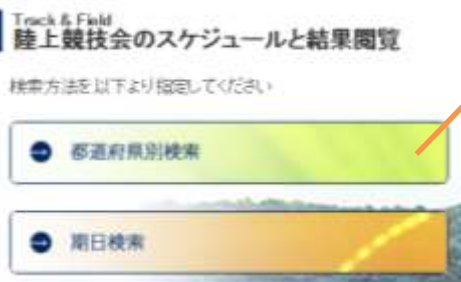 Track & Field
陸上競技会のスケジュールと結果閲覧
検索方法を以下より指定してください
都道府県別検索
期日検索